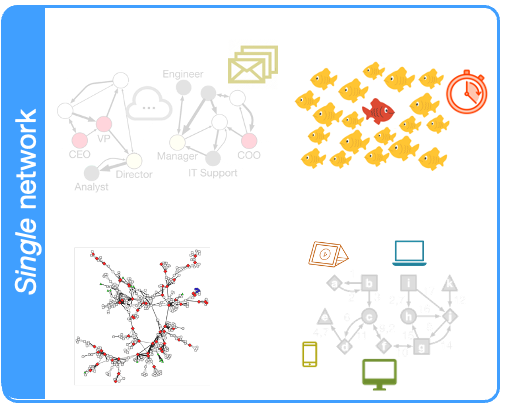 Single network
Engineer
CEO
VP
Manager
COO
Analyst
Director
IT Support
a
b
i
k
e
c
h
j
d
f
g